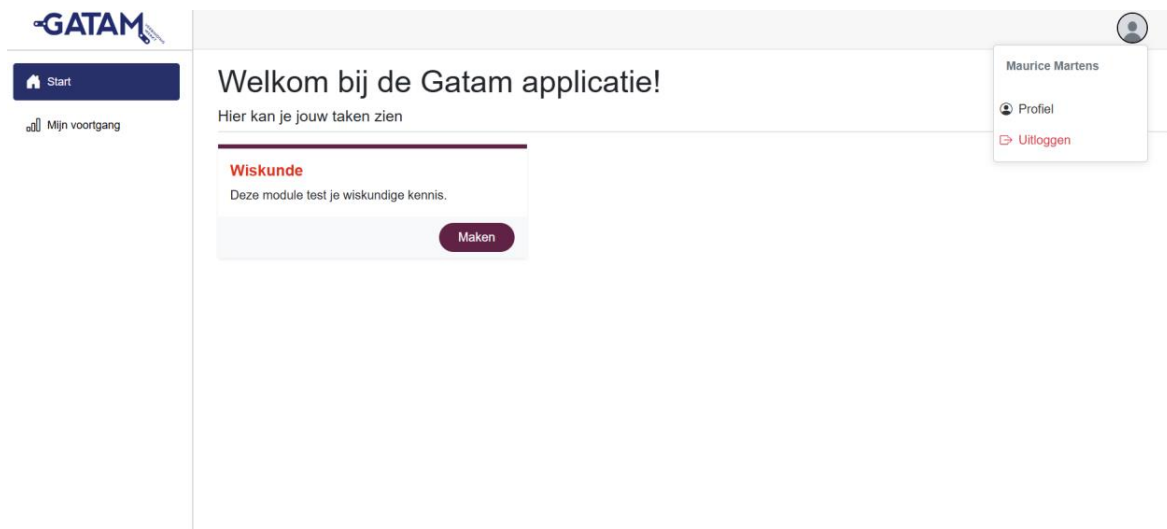 GATAM
Start
Mijn voortgang
Welkom bij de Gatam applicatie!
Hier kan je jouw taken zien
Wiskunde
Deze module test je wiskundige kennis.
Maken
Maurice Martens
Profiel
Uitloggen